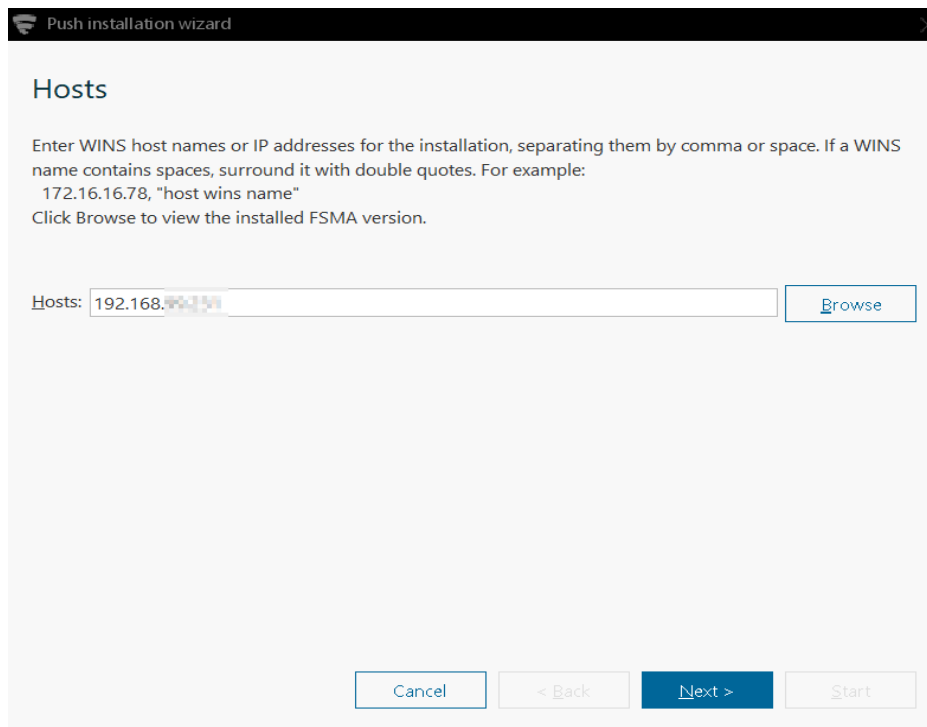 Push installation wizard
Hosts
Enter WINS host names or IP addresses for the installation, separating them by comma or space. If a WINS
name contains spaces, surround it with double quotes. For example:
172.16.16.78, "host wins name"
Click Browse to view the installed FSMA version.
Hosts: 192.168. Browse
Cancel < Back Next > Start